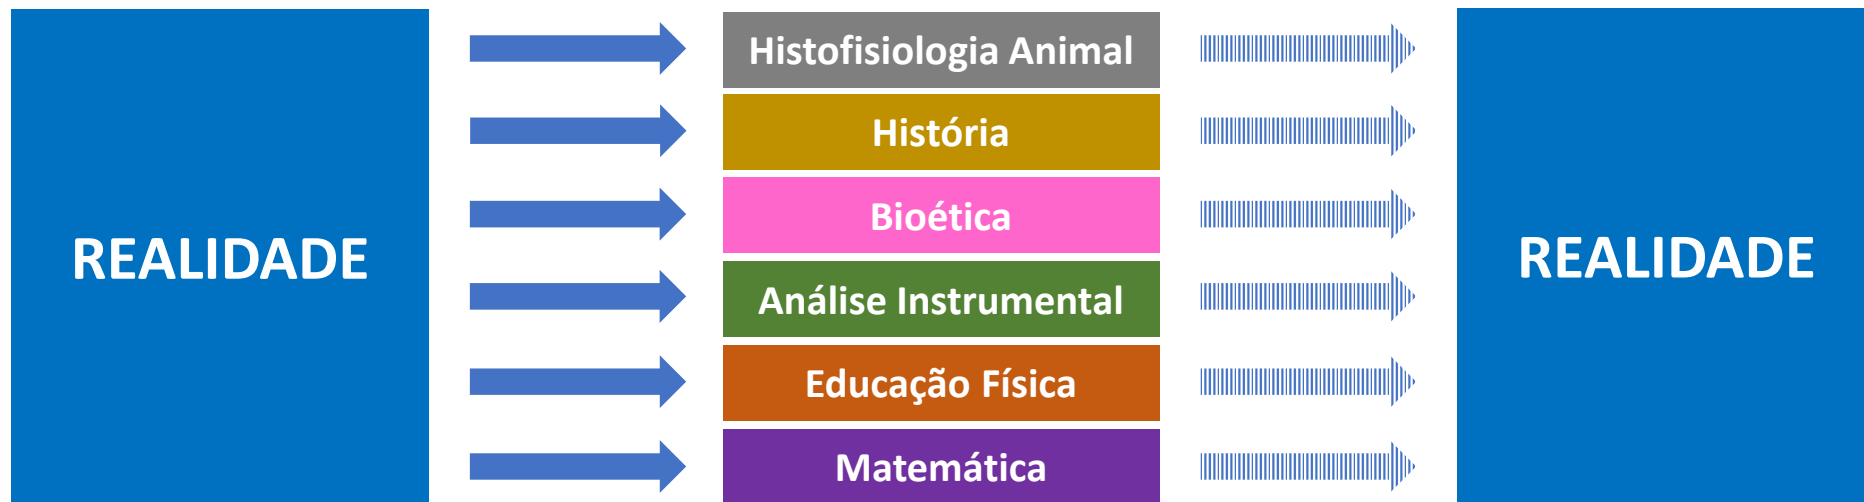 REALIDADE
Histofisiologia Animal
História
Bioética
Análise Instrumental
Educação Física
Matemática
REALIDADE